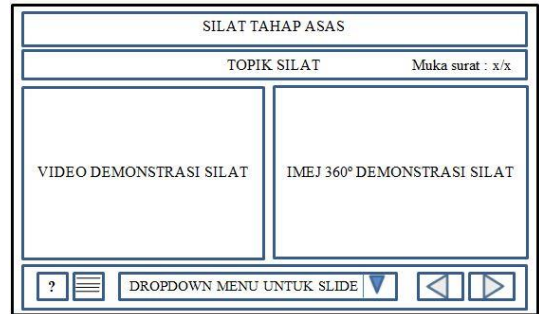 SILAT TAHAP ASAS
TOPIK SILAT Muka surat : x/x
VIDEO DEMONSTRASI SILAT
IMEJ 360º DEMONSTRASI SILAT
? DROPDOWN MENU UNTUK SLIDE